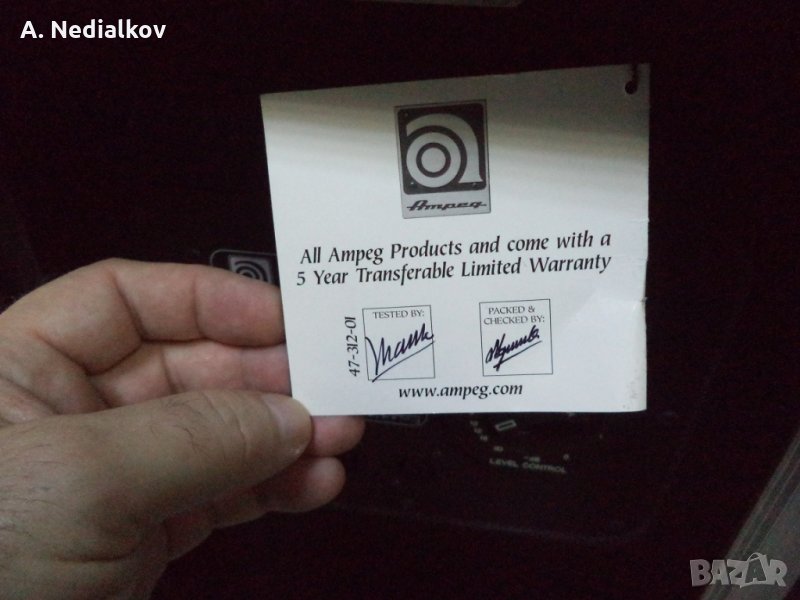 A. Nedialkov
Ampeg
All Ampeg Products and come with a
5 Year Transferable Limited Warranty
47-312-01
TESTED BY:
PACKED &
CHECKED BY:
www.ampeg.com
LEVEL CONTROL
BAZAR